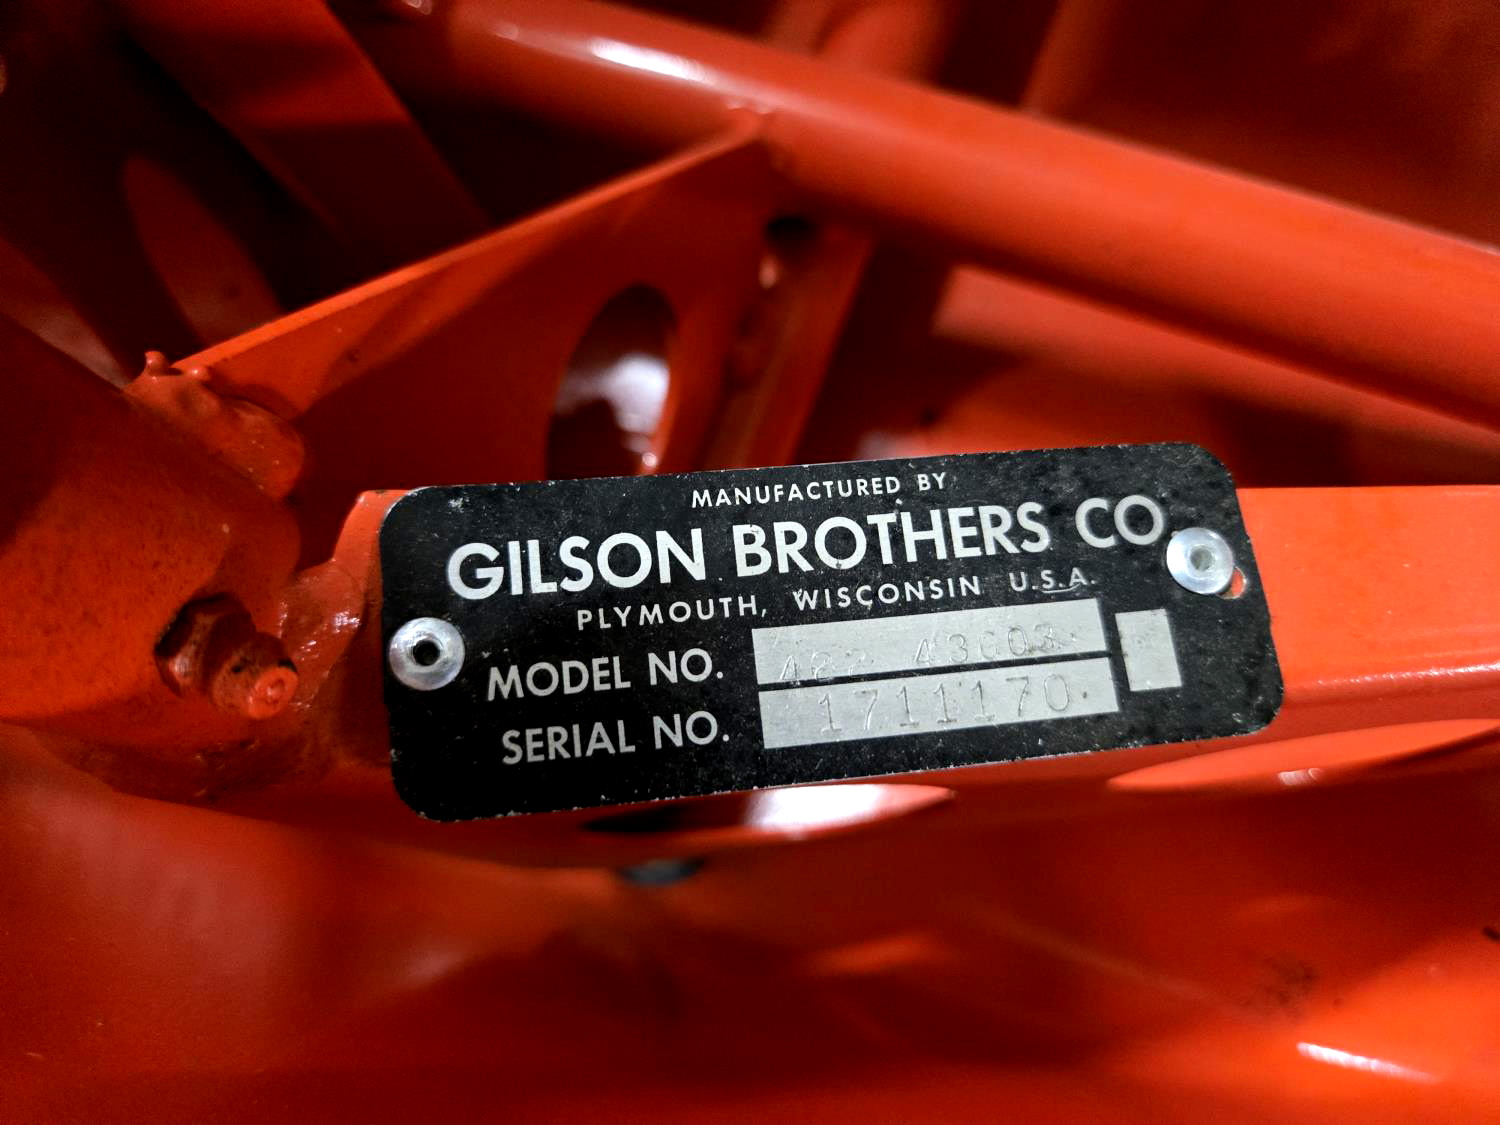 MANUFACTURED BY
GILSON BROTHERS CO.
PLYMOUTH, WISCONSIN U.S.A.
MODEL NO.
SERIAL NO. 1711170